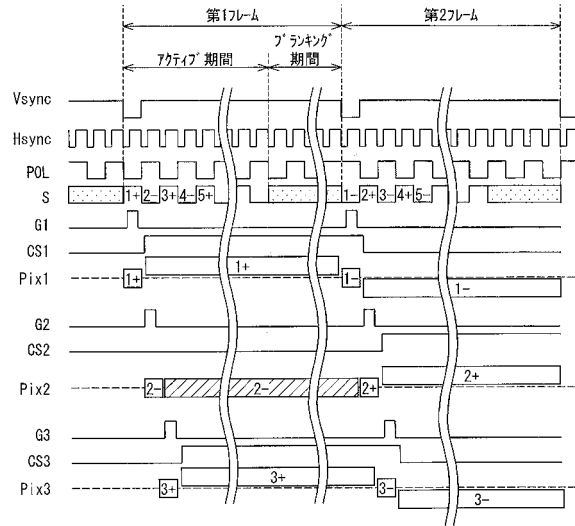 第1フレーム 第2フレーム
アクティブ期間 ブランキング
期間
Vsync
Hsync
POL
S 1+ 2- 3+ 4- 5+ 1- 2+ 3- 4+ 5-
G1
CS1
1+
Pix1 1+ 1- 1-
G2
CS2
2+
Pix2 2- 2- 2+
G3
CS3
3+
Pix3 3+ 3- 3-